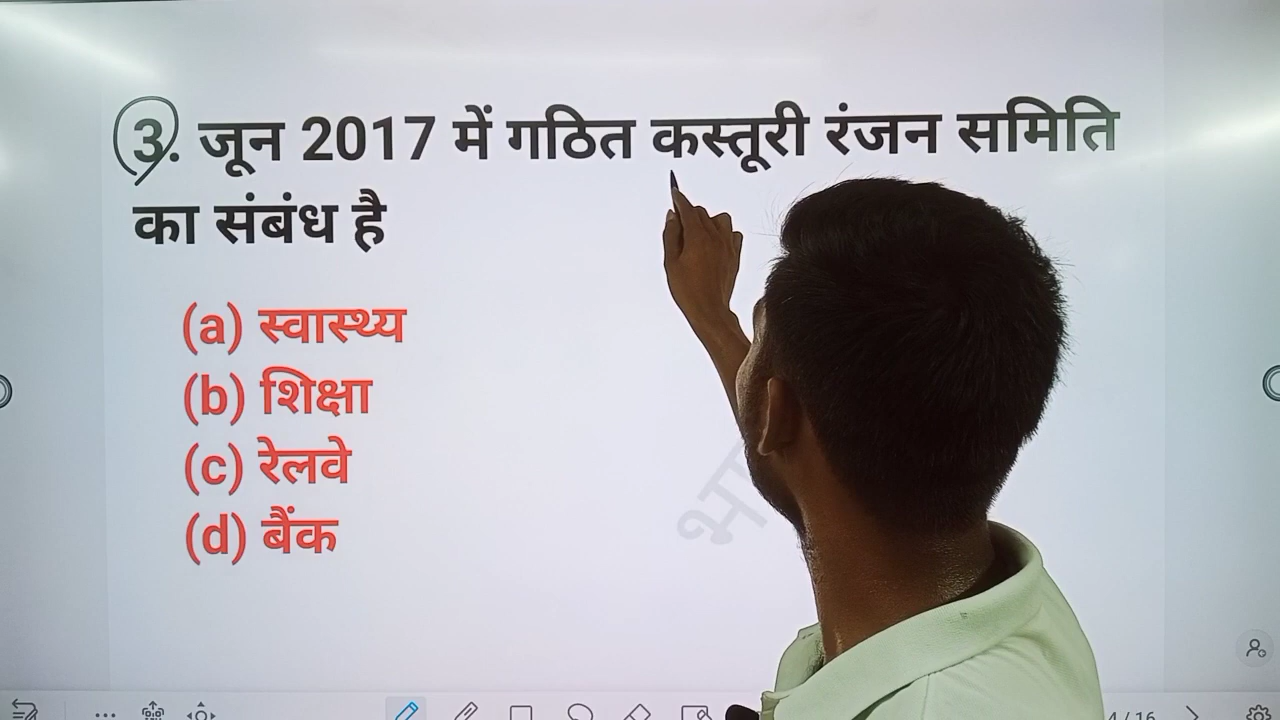 3. जून 2017 में गठित कस्तूरी रंजन समिति
का संबंध है
(a) स्वास्थ्य
(b) शिक्षा
(c) रेलवे
(d) बैंक